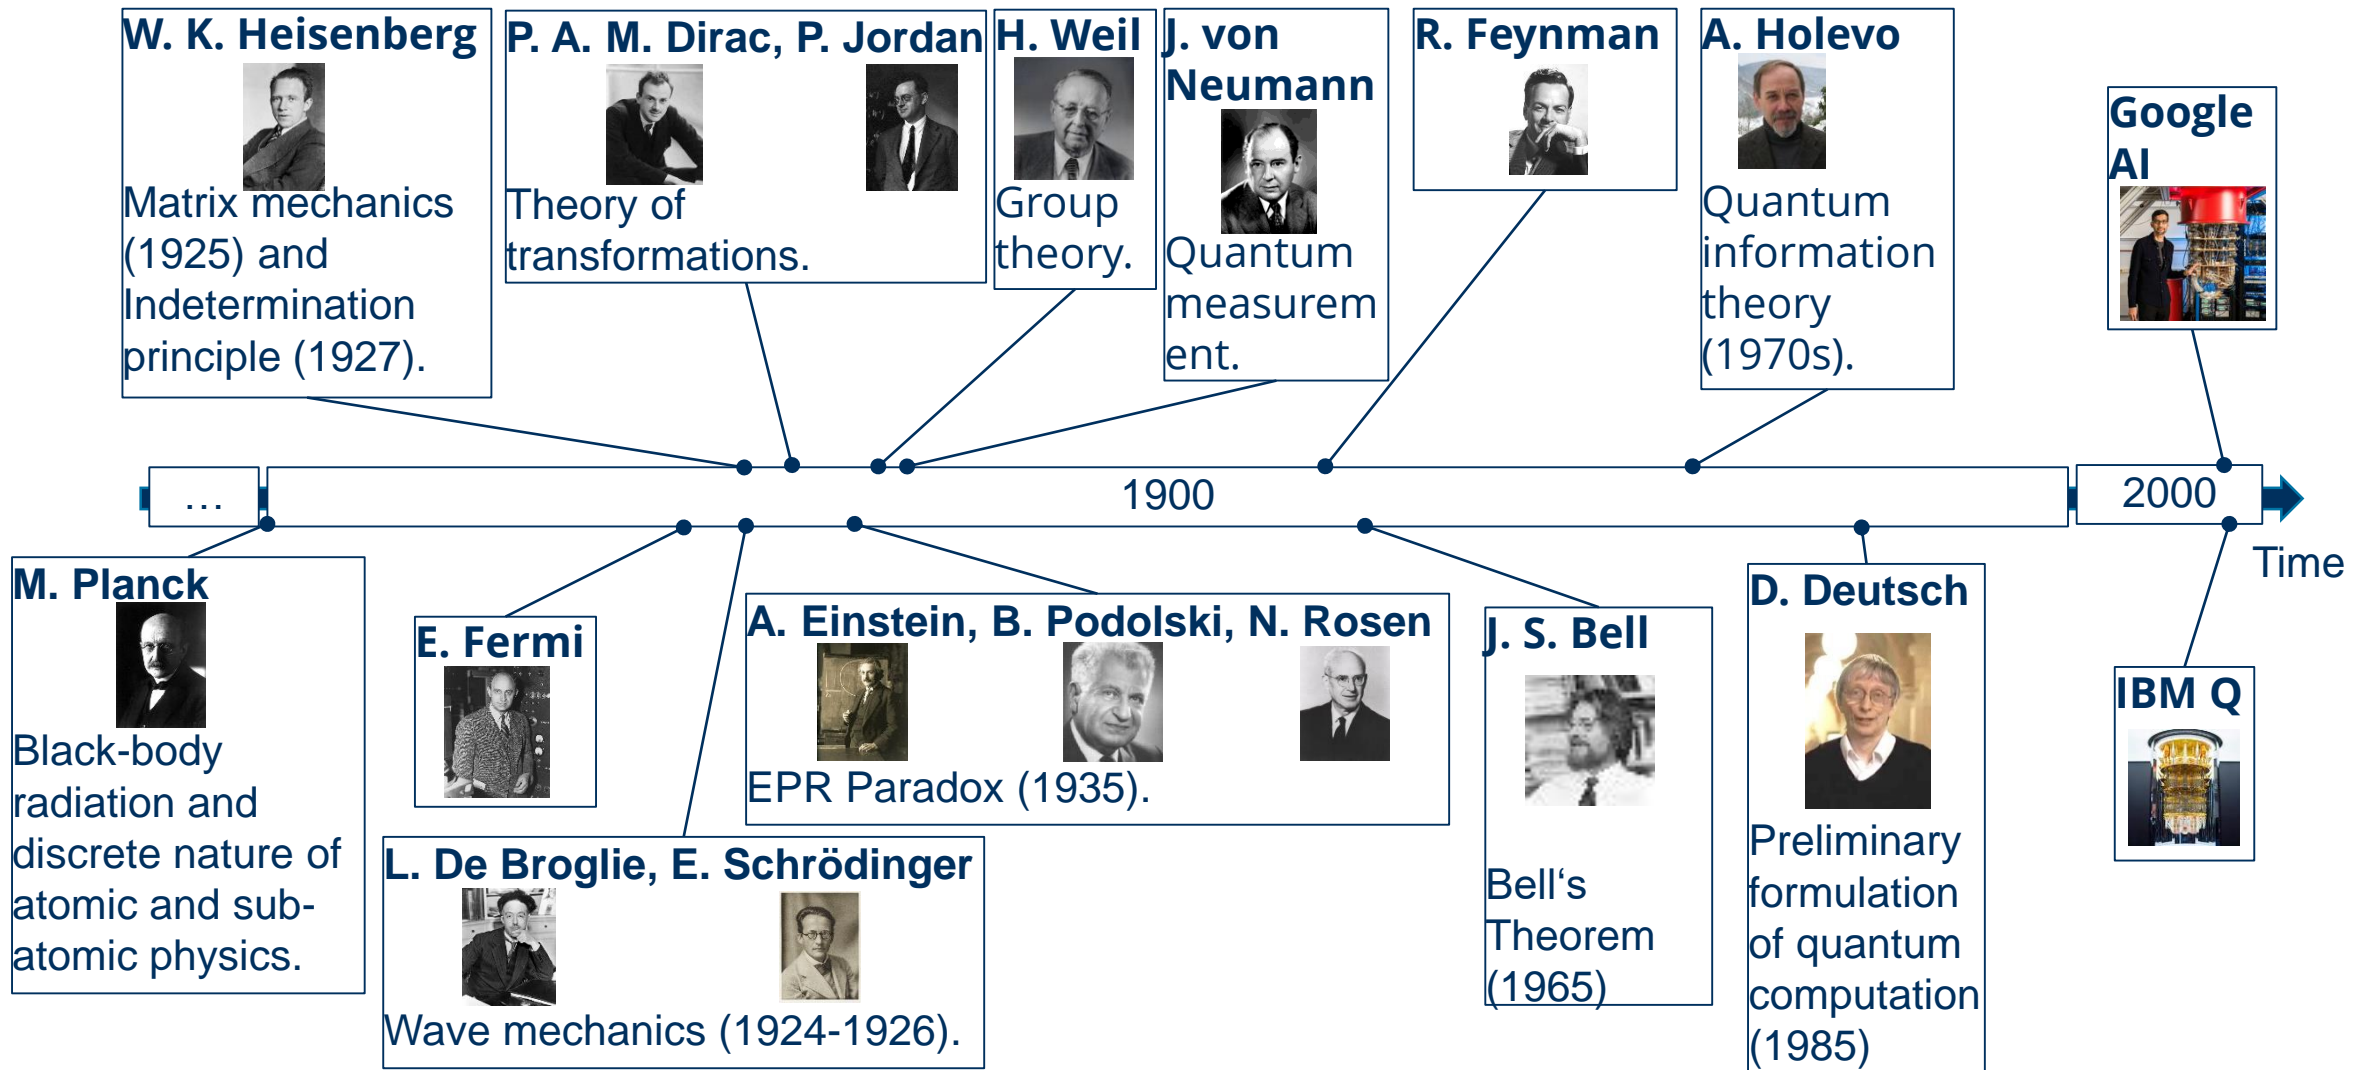 W. K. Heisenberg
Matrix mechanics
(1925) and
Indetermination
principle (1927).
P. A. M. Dirac, P. Jordan
Theory of
transformations.
H. Weil
Group
theory.
J. von
Neumann
Quantum
measurem
ent.
R. Feynman
A. Holevo
Quantum
information
theory
(1970s).
Google
AI
...
1900
2000
Time
M. Planck
Black-body
radiation and
discrete nature of
atomic and sub-
atomic physics.
E. Fermi
L. De Broglie, E. Schrödinger
Wave mechanics (1924-1926).
A. Einstein, B. Podolski, N. Rosen
EPR Paradox (1935).
J. S. Bell
Bell‘s
Theorem
(1965)
D. Deutsch
Preliminary
formulation
of quantum
computation
(1985)
IBM Q